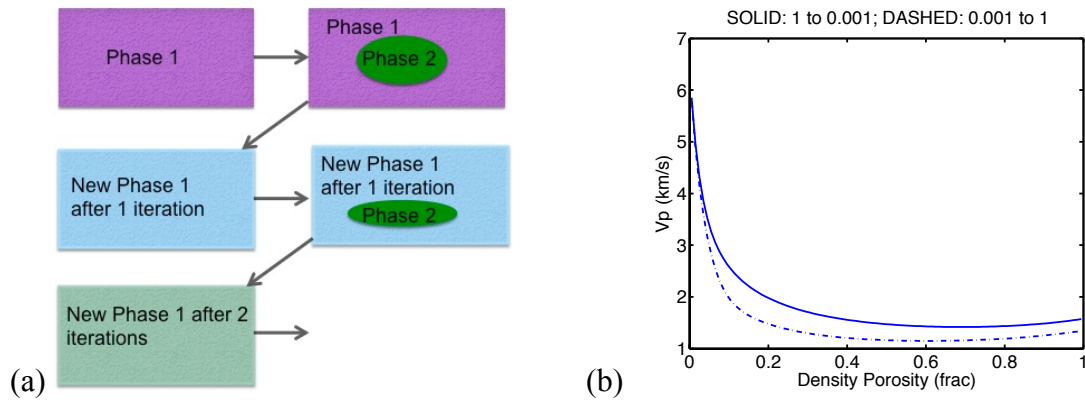 Phase 1
Phase 1
Phase 2
New Phase 1
after 1 iteration
New Phase 1
after 1 iteration
Phase 2
New Phase 1 after 2
iterations
(a)
SOLID: 1 to 0.001; DASHED: 0.001 to 1
7
6
5
4
3
2
1
Vp (km/s)
0
0.2
0.4
0.6
0.8
1
Density Porosity (frac)
(b)